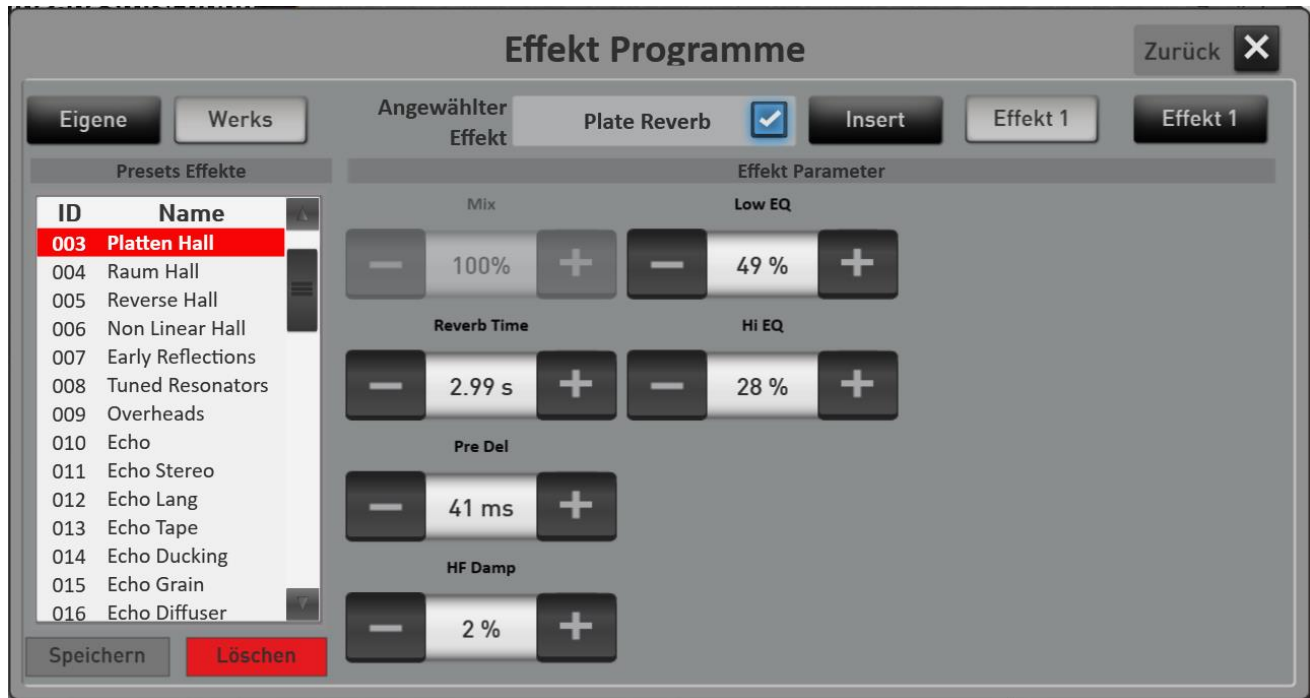 Effekt Programme
Zurück
Eigene
Werks
Angewählter
Effekt
Plate Reverb
Insert
Effekt 1
Effekt 1
Presets Effekte
Effekt Parameter
ID Name
003 Platten Hall
004 Raum Hall
005 Reverse Hall
006 Non Linear Hall
007 Early Reflections
008 Tuned Resonators
009 Overheads
010 Echo
011 Echo Stereo
012 Echo Lang
013 Echo Tape
014 Echo Ducking
015 Echo Grain
016 Echo Diffuser
Speichern
Löschen
Mix
100%
Low EQ
49 %
Reverb Time
2.99 s
Hi EQ
28 %
Pre Del
41 ms
HF Damp
2 %